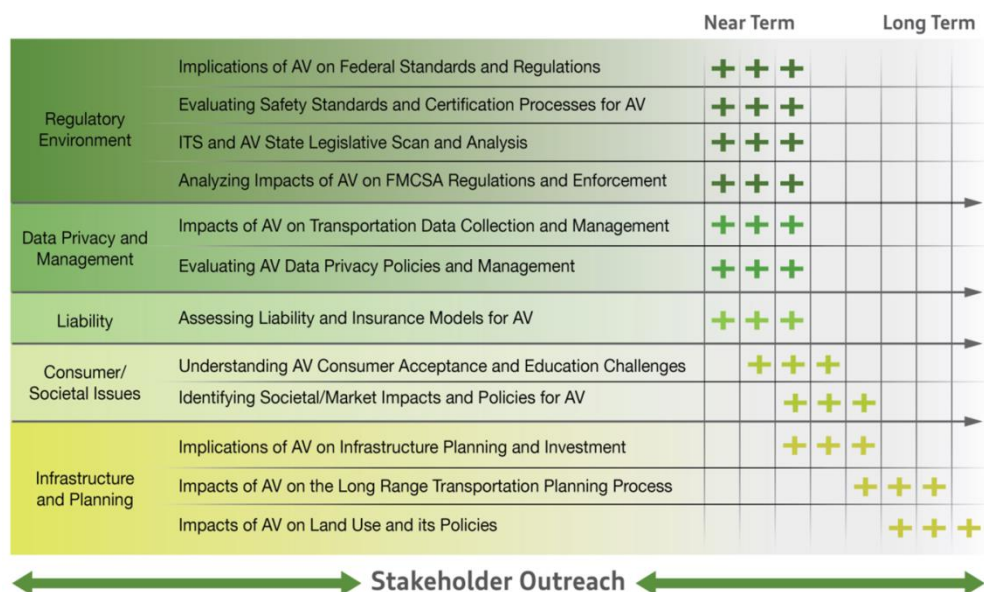 Near Term
Long Term
Regulatory
Environment
Implications of AV on Federal Standards and Regulations
Evaluating Safety Standards and Certification Processes for AV
ITS and AV State Legislative Scan and Analysis
Analyzing Impacts of AV on FMCSA Regulations and Enforcement
Data Privacy and
Management
Impacts of AV on Transportation Data Collection and Management
Evaluating AV Data Privacy Policies and Management
Liability
Assessing Liability and Insurance Models for AV
Consumer/
Societal Issues
Understanding AV Consumer Acceptance and Education Challenges
Identifying Societal/Market Impacts and Policies for AV
Infrastructure
and Planning
Implications of AV on Infrastructure Planning and Investment
Impacts of AV on the Long Range Transportation Planning Process
Impacts of AV on Land Use and its Policies
Stakeholder Outreach